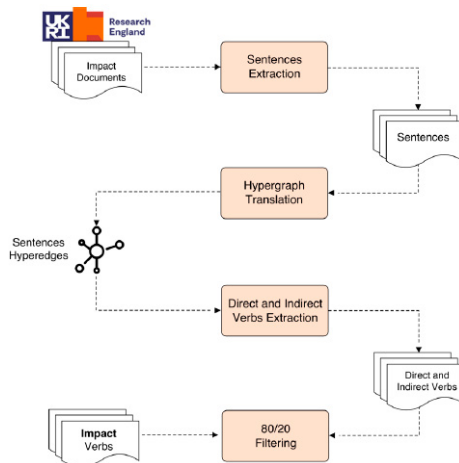 UK
RI
Research
England
Impact
Documents
Sentences
Extraction
Sentences
Hypergraph
Translation
Sentences
Hyperedges
Direct and Indirect
Verbs Extraction
Direct and
Indirect Verbs
Impact
Verbs
80/20
Filtering